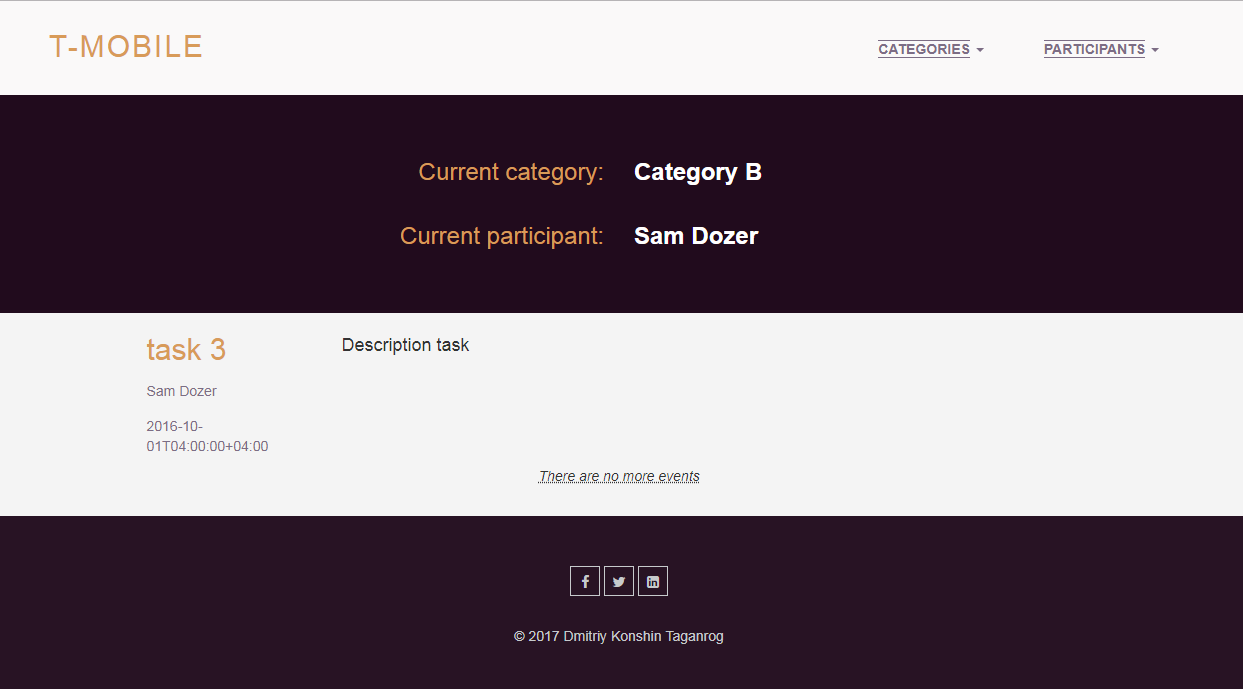 T-MOBILE
CATEGORIES
PARTICIPANTS
Current category: Category B
Current participant: Sam Dozer
task 3
Description task
Sam Dozer
2016-10-
01T04:00:00+04:00
There are no more events
© 2017 Dmitriy Konshin Taganrog